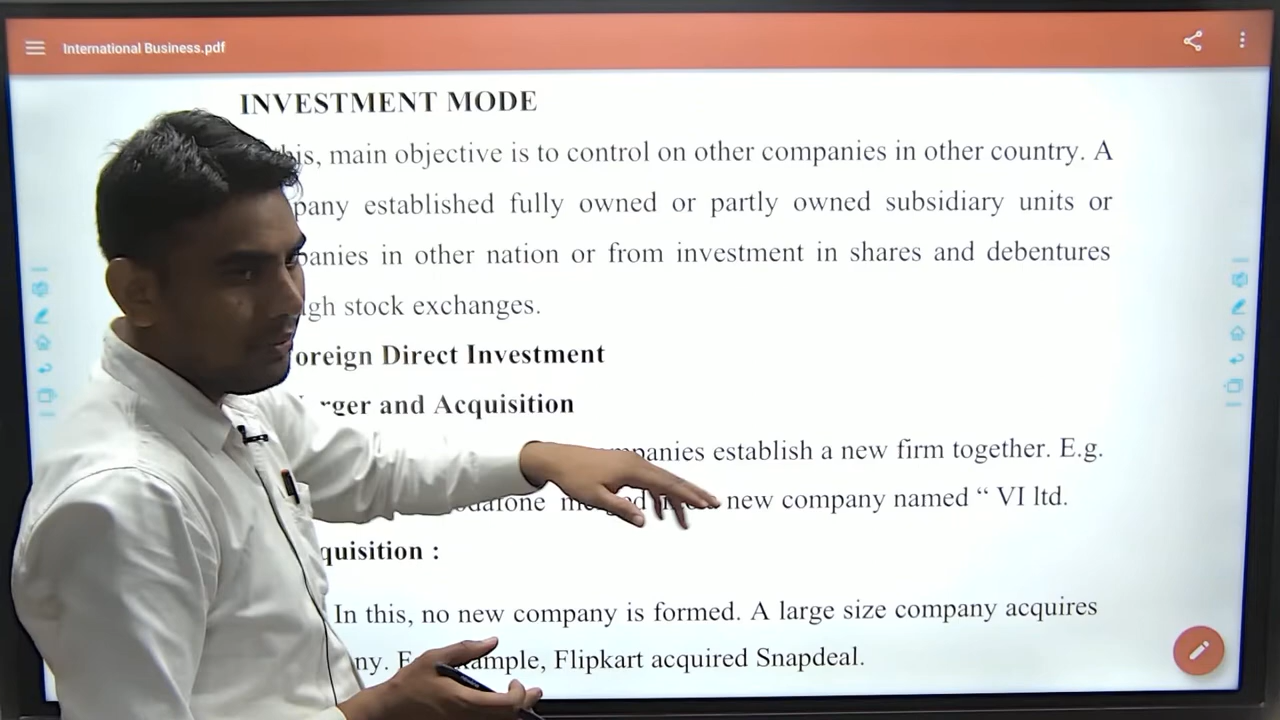 International Business.pdf
INVESTMENT MODE
this, main objective is to control on other companies in other country. A
pany established fully owned or partly owned subsidiary units or
panies in other nation or from investment in shares and debentures
gh stock exchanges.
oreign Direct Investment
rger and Acquisition
mpanies establish a new firm together. E.g.
dafone new company named “ VI ltd.
quisition :
In this, no new company is formed. A large size company acquires
ny. Flipkart acquired Snapdeal.